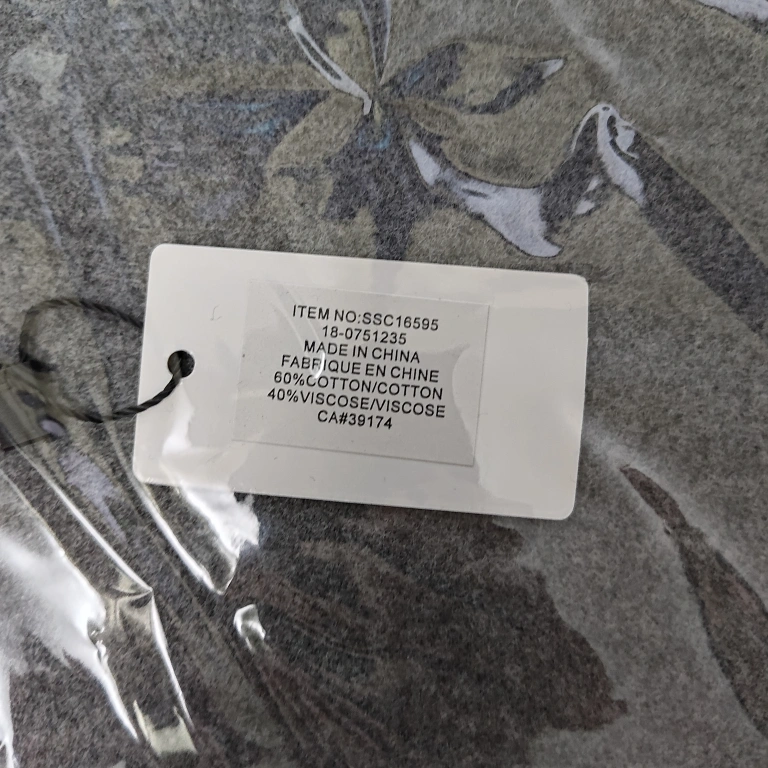 ITEM NO:SSC16595
18-0751235
MADE IN CHINA
FABRIQUE EN CHINE
60%COTTON/COTTON
40%VISCOSE/VISCOSE
CA#39174